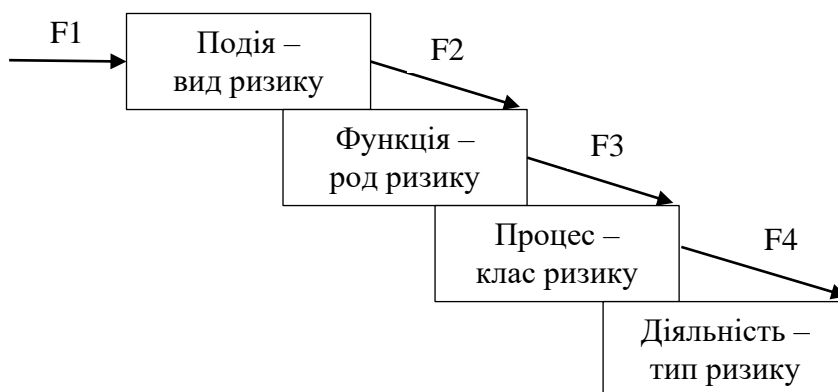 F1
Подія –
вид ризику
F2
Функція –
род ризику
F3
Процес –
клас ризику
F4
Діяльність –
тип ризику